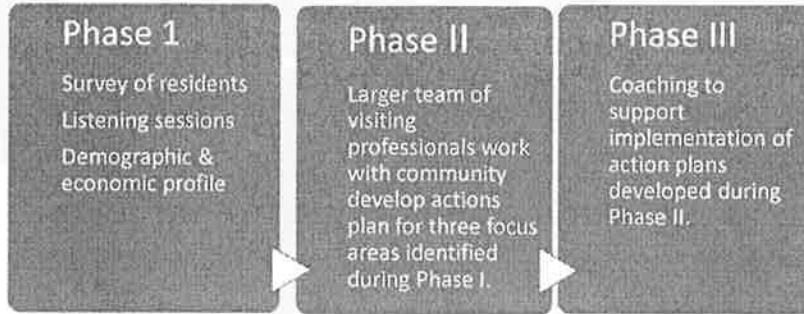 Phase 1
Survey of residents
Listening sessions
Demographic &
economic profile
Phase II
Larger team of
visiting
professionals work
with community
develop actions
plan for three focus
areas identified
during Phase I.
Phase III
Coaching to
support
implementation of
action plans
developed during
Phase II.